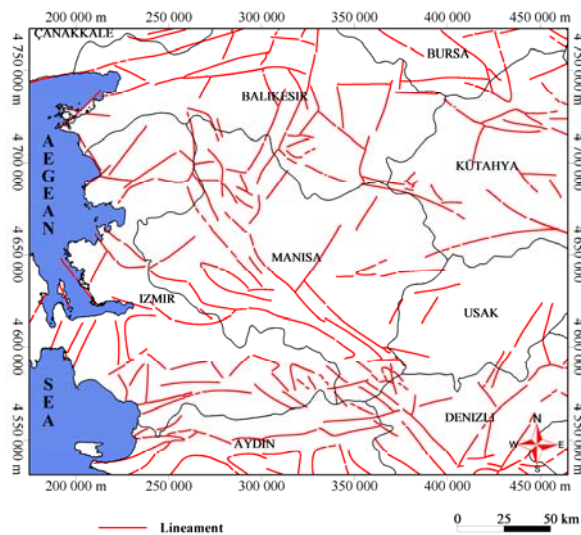 200 000 m 250 000 m 300 000 m 350 000 m 400 000 m 450 000 m
4 750 000 m
4 700 000 m
4 650 000 m
4 600 000 m
4 550 000 m
4 750 000 m
4 700 000 m
4 650 000 m
4 600 000 m
4 550 000 m
ÇANAKKALE
BURSA
BALIKESIR
KUTAHYA
AEGEAN
MANISA
IZMIR
USAK
SEA
DENIZLI
AYDIN
N
W E
S
200 000 m 250 000 m 300 000 m 350 000 m 400 000 m 450 000 m
Lineament
0 25 50 km